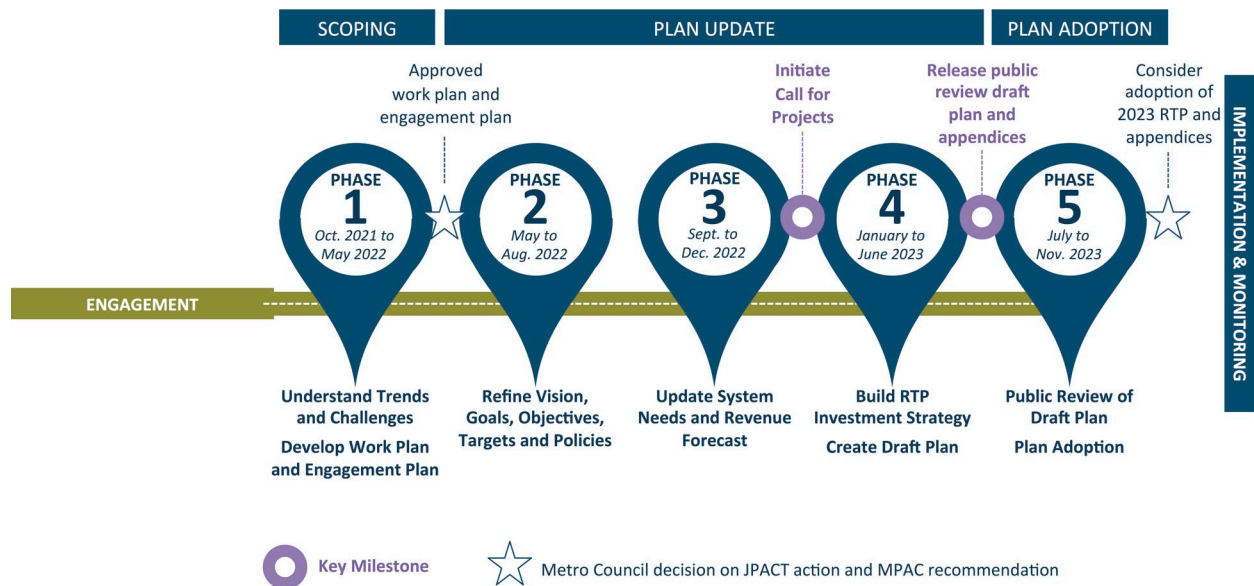 SCOPING
PLAN UPDATE
PLAN ADOPTION
Approved
work plan and
engagement plan
Initiate
Call for
Projects
Release public
review draft
plan and
appendices
Consider
adoption of
2023 RTP and
appendices
PHASE
1
Oct. 2021 to
May 2022
PHASE
2
May to
Aug. 2022
PHASE
3
Sept. to
Dec. 2022
PHASE
4
January to
June 2023
PHASE
5
July to
Nov. 2023
IMPLEMENTATION & MONITORING
ENGAGEMENT
Understand Trends
and Challenges
Develop Work Plan
and Engagement Plan
Refine Vision,
Goals, Objectives,
Targets and Policies
Update System
Needs and Revenue
Forecast
Build RTP
Investment Strategy
Create Draft Plan
Public Review of
Draft Plan
Plan Adoption
Key Milestone
Metro Council decision on JPACT action and MPAC recommendation